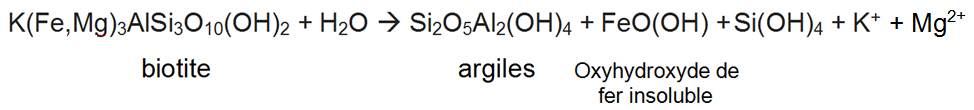 K(Fe,Mg)₃AlSi₃O₁₀(OH)₂ + H₂O → Si₂O₅Al₂(OH)₄ + FeO(OH) +Si(OH)₄ + K⁺ + Mg²⁺
biotite argiles Oxyhydroxyde de
fer insoluble